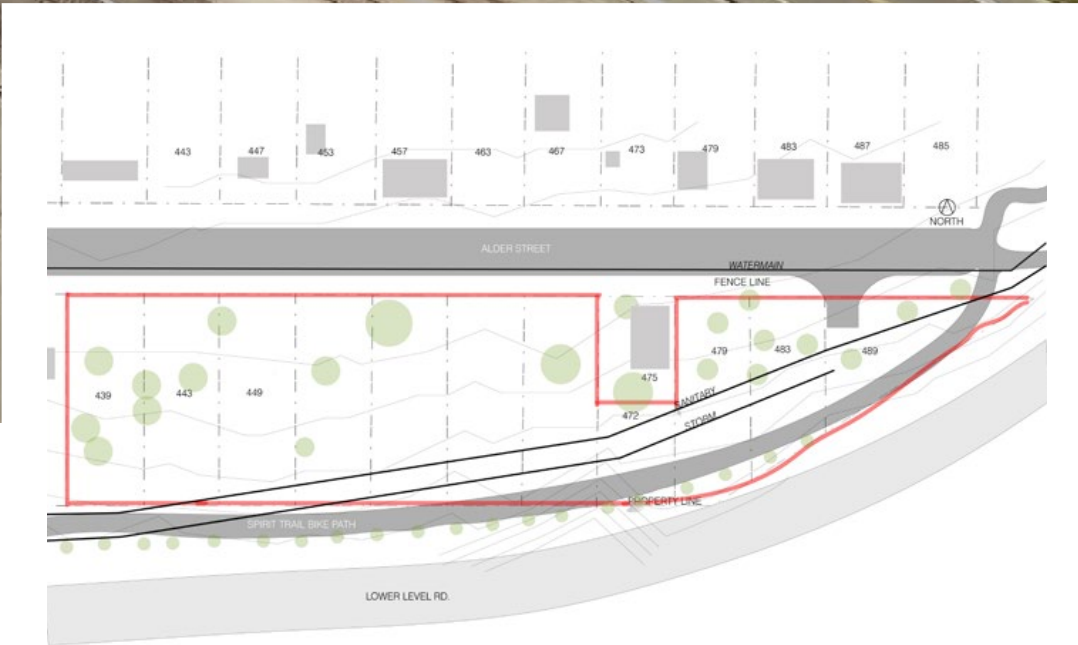 443
447
453
457
463
467
473
479
483
487
485
NORTH
ALDER STREET
WATERMAIN
FENCE LINE
439
443
449
475
472
479
483
489
SANITARY
STORM
PROPERTY LINE
SPIRIT TRAIL BIKE PATH
LOWER LEVEL RD.